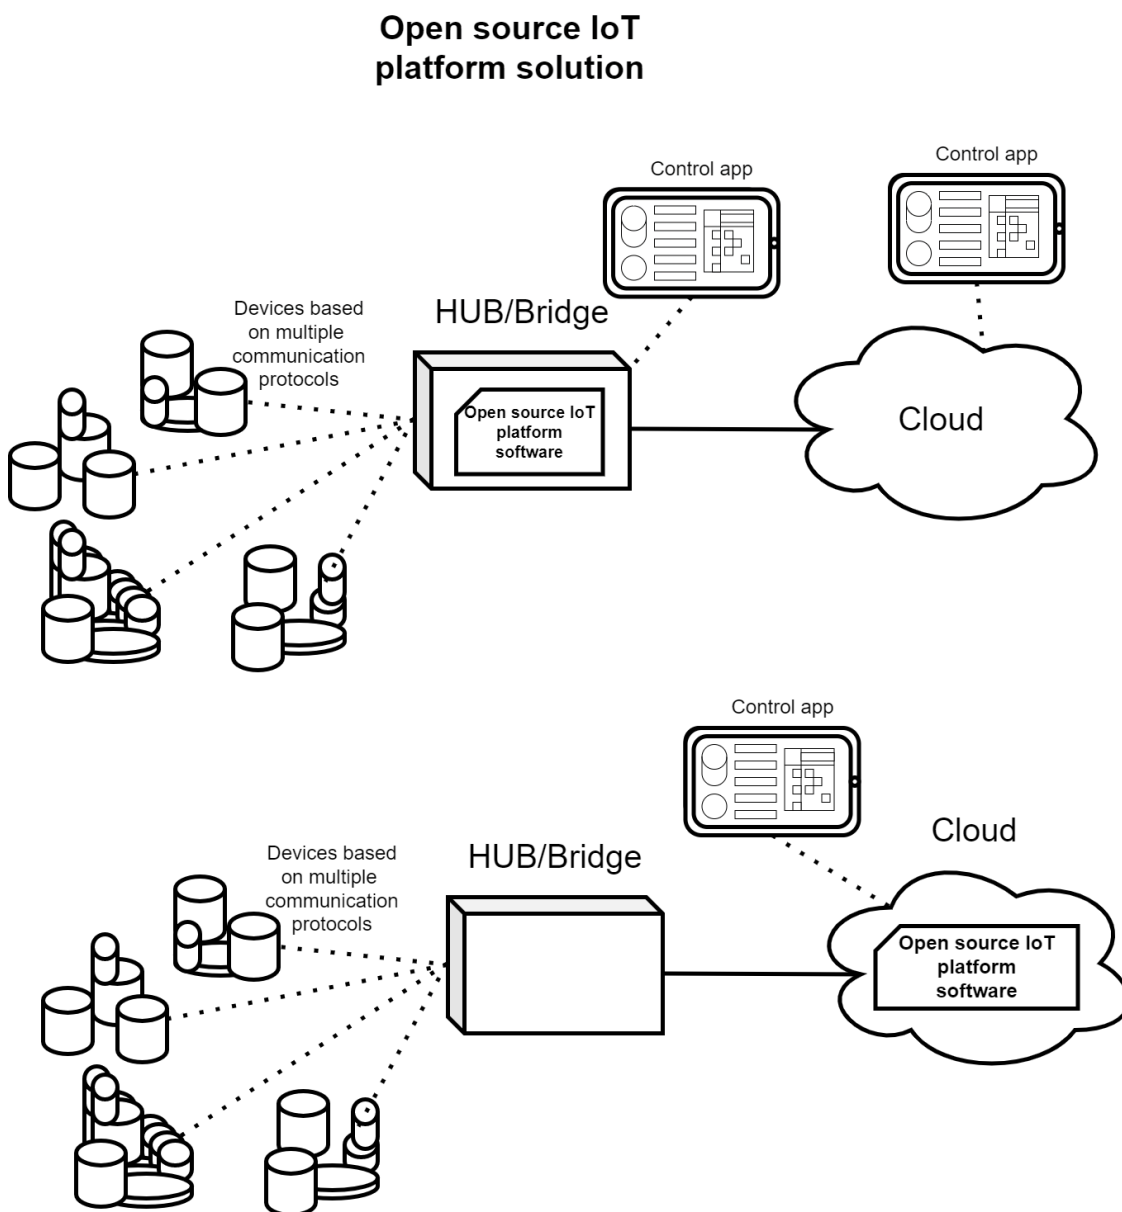 Open source IoT
platform solution
Control app
Control app
Devices based
on multiple
communication
protocols
HUB/Bridge
Open source IoT
platform
software
Cloud
Control app
Devices based
on multiple
communication
protocols
HUB/Bridge
Cloud
Open source IoT
platform
software